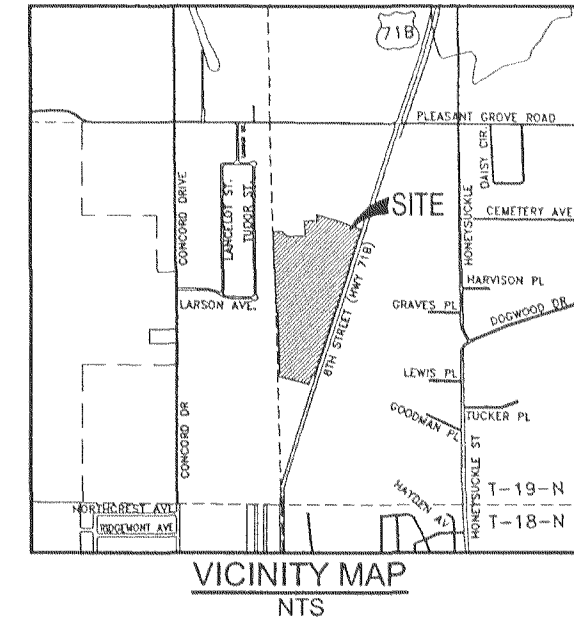 71B
PLEASANT GROVE ROAD
DAISY CIR.
CONCORD DRIVE
LANCELOT ST.
TUDOR ST.
SITE
HONEYSUCKLE
CEMETERY AVE
HARVISON PL
LARSON AVE.
8TH STREET (HWY 71B)
GRAVES PL
DOGWOOD DR
LEWIS PL
GOODMAN PL
TUCKER PL
CONCORD DR
HONEYSUCKLE ST
NORTHCREST AVE
RIDGEMONT AVE
HAYDEN AV
T-19-N
T-18-N
VICINITY MAP
NTS